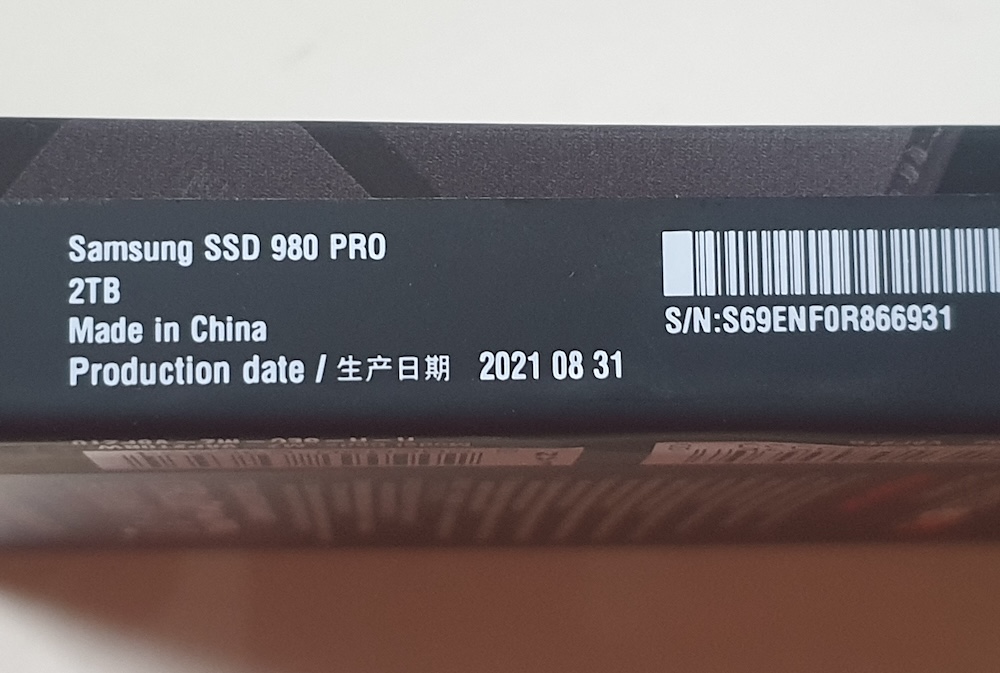 Samsung SSD 980 PRO
2TB
Made in China
Production date / 生产日期 2021 08 31
S/N:S69ENF0R866931